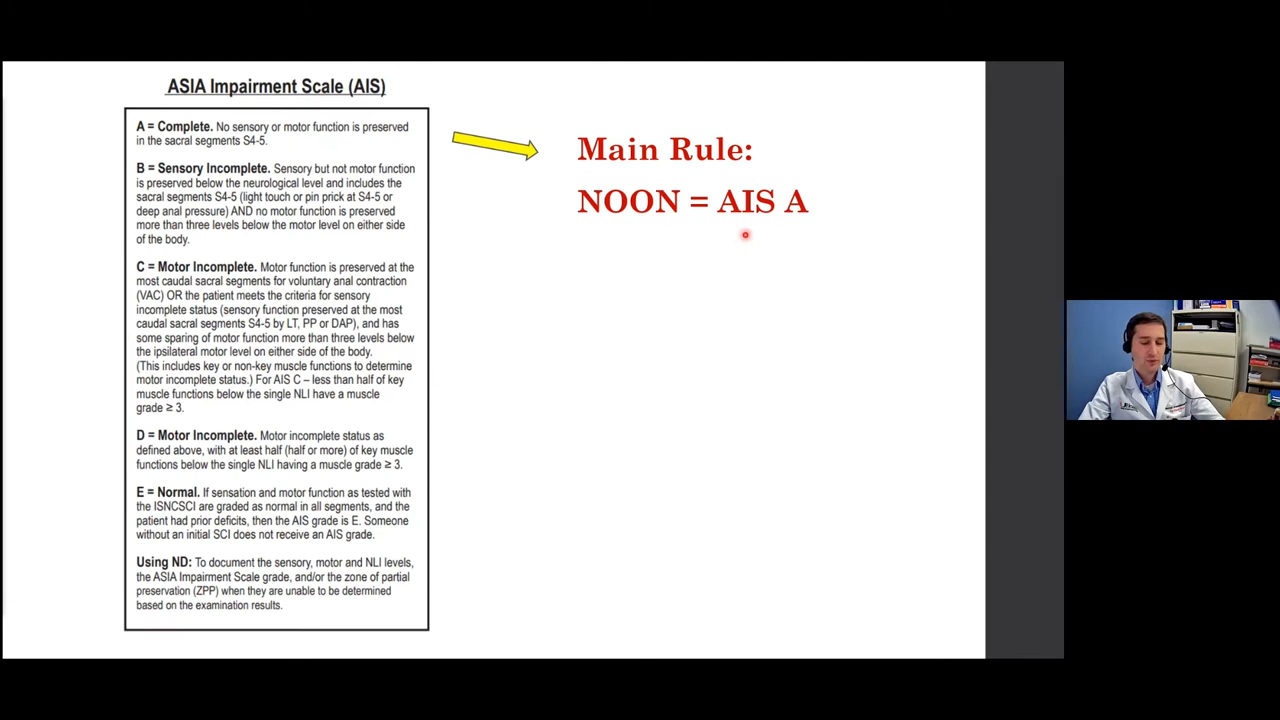 ASIA Impairment Scale (AIS)
A = Complete. No sensory or motor function is preserved
in the sacral segments S4-5.
B = Sensory Incomplete. Sensory but not motor function
is preserved below the neurological level and includes the
sacral segments S4-5 (light touch or pin prick at S4-5 or
deep anal pressure) AND no motor function is preserved
more than three levels below the motor level on either side
of the body.
C = Motor Incomplete. Motor function is preserved at the
most caudal sacral segments for voluntary anal contraction
(VAC) OR the patient meets the criteria for sensory
incomplete status (sensory function preserved at the most
caudal sacral segments S4-5 by LT, PP or DAP), and has
some sparing of motor function more than three levels below
the ipsilateral motor level on either side of the body.
(This includes key or non-key muscle functions to determine
motor incomplete status.) For AIS C – less than half of key
muscle functions below the single NLI have a muscle
grade ≥ 3.
D = Motor Incomplete. Motor incomplete status as
defined above, with at least half (half or more) of key muscle
functions below the single NLI having a muscle grade ≥ 3.
E = Normal. If sensation and motor function as tested with
the ISNCSCI are graded as normal in all segments, and the
patient had prior deficits, then the AIS grade is E. Someone
without an initial SCI does not receive an AIS grade.
Using ND: To document the sensory, motor and NLI levels,
the ASIA Impairment Scale grade, and/or the zone of partial
preservation (ZPP) when they are unable to be determined
based on the examination results.
Main Rule:
NOON = AIS A